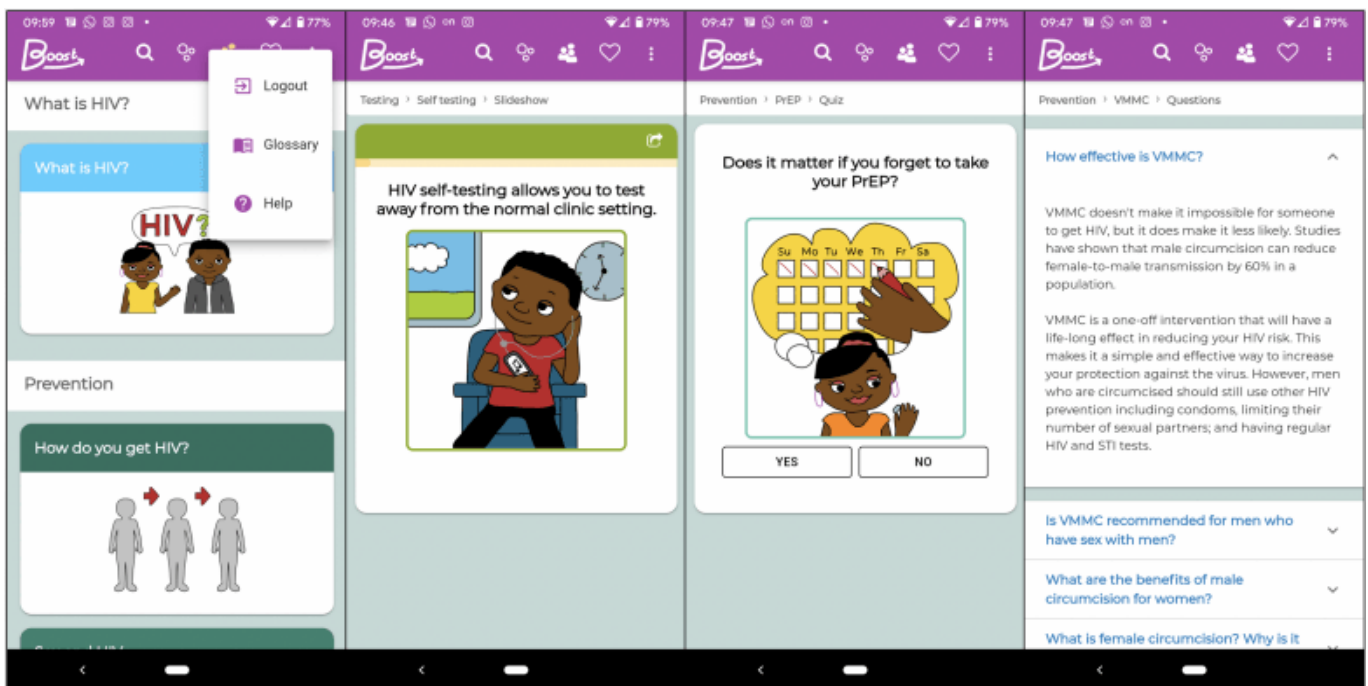 09:59
77%
Boost
Logout
Glossary
Help
What is HIV?
What is HIV?
HIV?
Prevention
How do you get HIV?
09:46
on
79%
Boost
Testing > Self testing > Slideshow
HIV self-testing allows you to test
away from the normal clinic setting.
09:47
on
79%
Boost
Prevention > PrEP > Quiz
Does it matter if you forget to take
your PrEP?
Su Mo Tu We Th Fr Sa
YES
NO
09:47
on
79%
Boost
Prevention > VMMC > Questions
How effective is VMMC?
VMMC doesn't make it impossible for someone
to get HIV, but it does make it less likely. Studies
have shown that male circumcision can reduce
female-to-male transmission by 60% in a
population.
VMMC is a one-off intervention that will have a
life-long effect in reducing your HIV risk. This
makes it a simple and effective way to increase
your protection against the virus. However, men
who are circumcised should still use other HIV
prevention including condoms, limiting their
number of sexual partners; and having regular
HIV and STI tests.
Is VMMC recommended for men who
have sex with men?
What are the benefits of male
circumcision for women?
What is female circumcision? Why is it